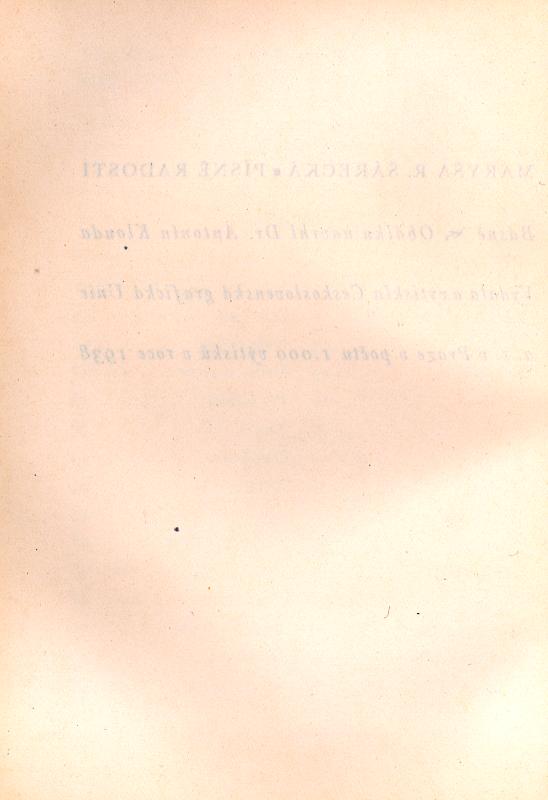 MARYŠA R. ŠÁRECKÁ ▪ PÍSNĚ RADOSTI
Básně ⁓ Obálku navrhl Dr. Antonín Klouda
Vydala a vytiskla Československá grafická Unie
a. s. v Praze v počtu 1.000 výtisků v roce 1938